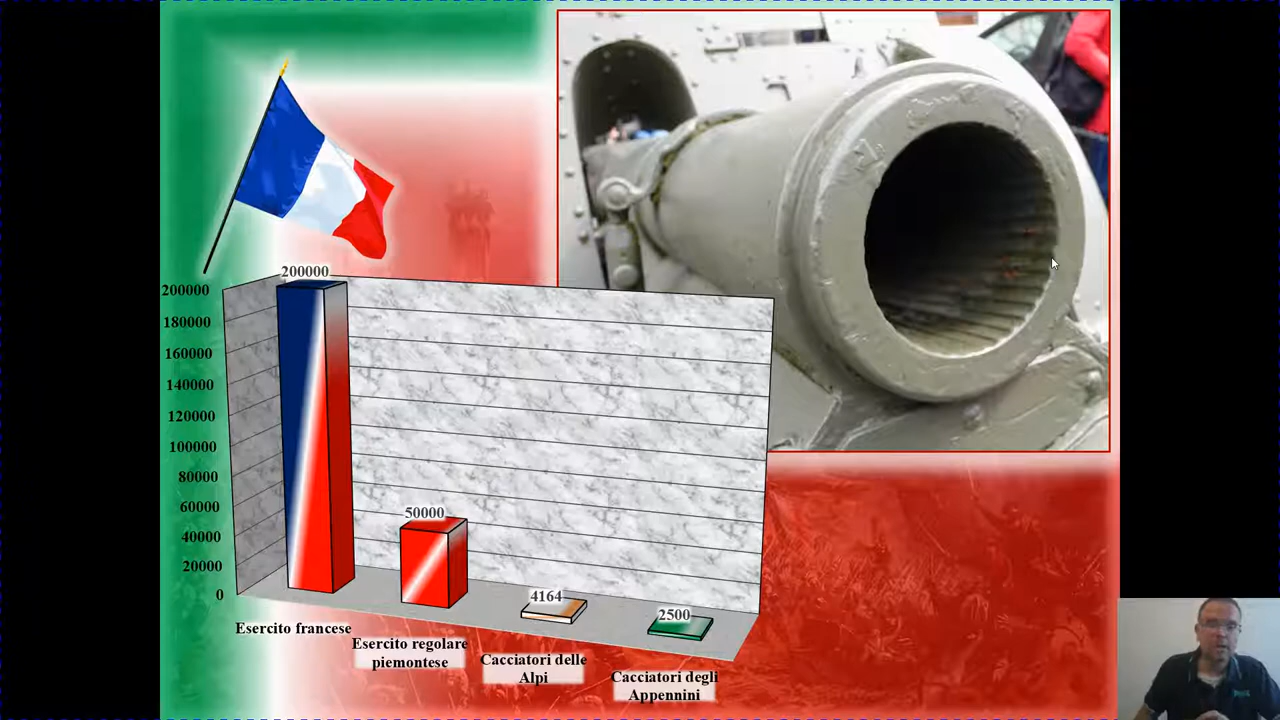 200000
200000
180000
160000
140000
120000
100000
80000
60000
40000
20000
0
50000
4164
2500
Esercito francese
Esercito regolare
piemontese
Cacciatori delle
Alpi
Cacciatori degli
Appennini